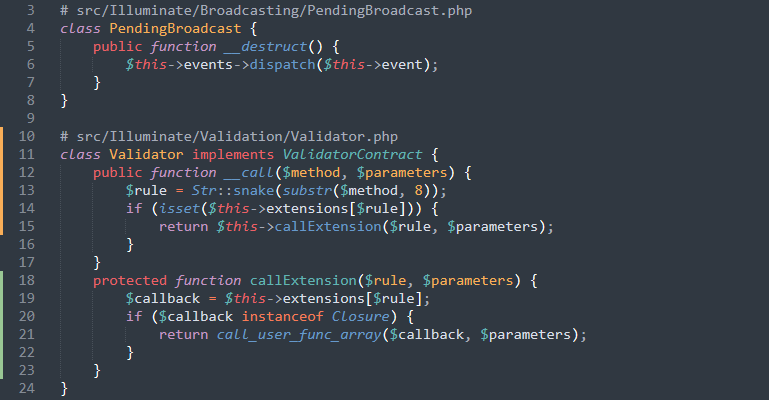 3 # src/Illuminate/Broadcasting/PendingBroadcast.php
4 class PendingBroadcast {
5 public function __destruct() {
6 $this->events->dispatch($this->event);
7 }
8 }
9
10 # src/Illuminate/Validation/Validator.php
11 class Validator implements ValidatorContract {
12 public function __call($method, $parameters) {
13 $rule = Str::snake(substr($method, 8));
14 if (isset($this->extensions[$rule])) {
15 return $this->callExtension($rule, $parameters);
16 }
17 }
18 protected function callExtension($rule, $parameters) {
19 $callback = $this->extensions[$rule];
20 if ($callback instanceof Closure) {
21 return call_user_func_array($callback, $parameters);
22 }
23 }
24 }